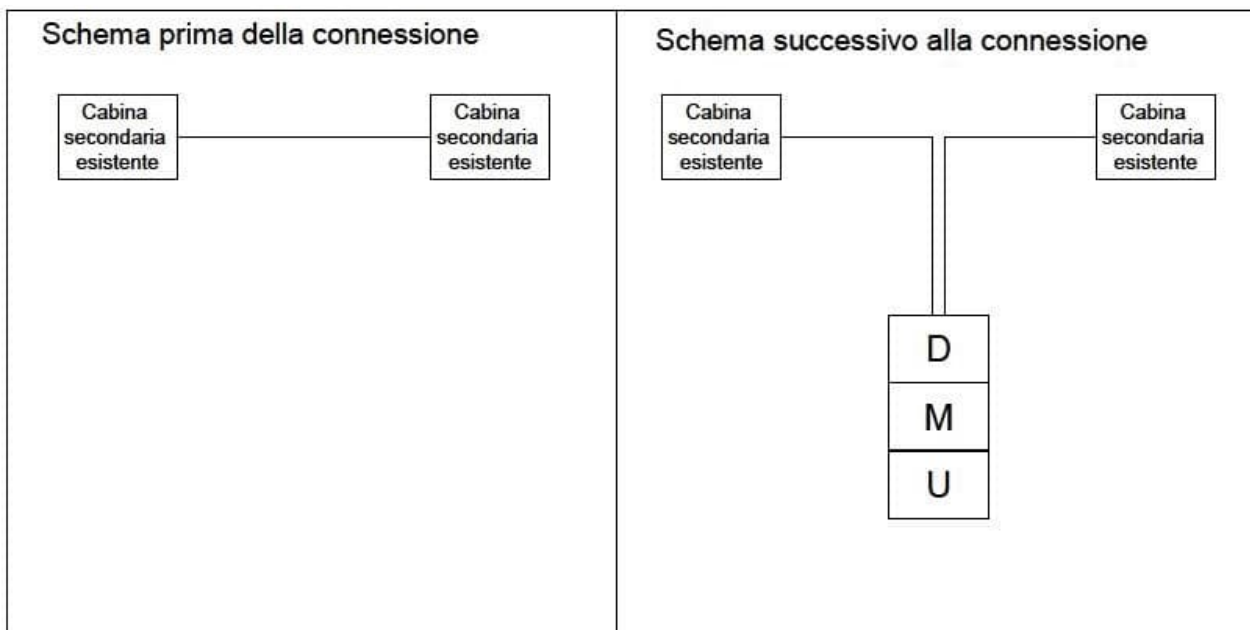 Schema prima della connessione
Cabina
secondaria
esistente
Cabina
secondaria
esistente
Schema successivo alla connessione
Cabina
secondaria
esistente
Cabina
secondaria
esistente
D
M
U